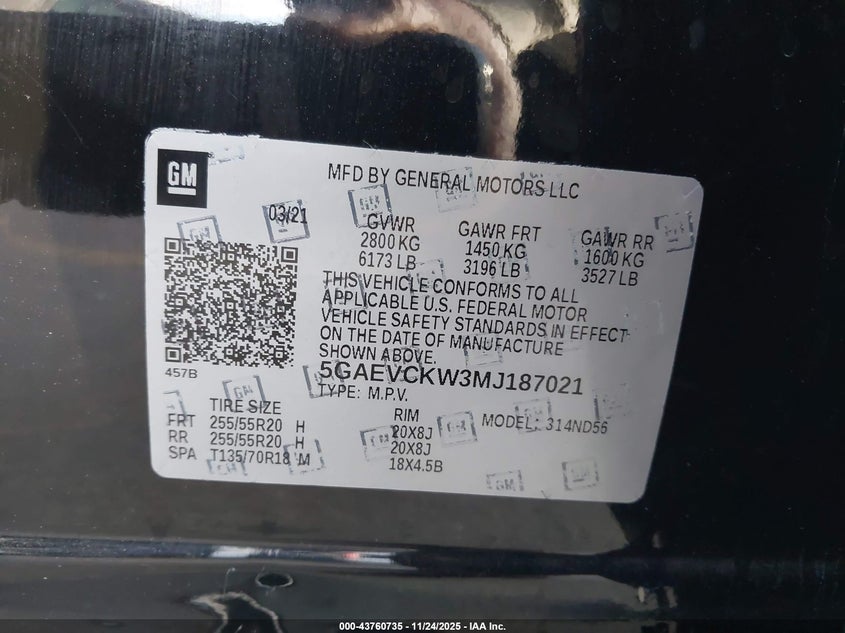 GM
MFD BY GENERAL MOTORS LLC
03/21
GVWR GAWR FRT GAWR RR
2800 KG 1450 KG 1600 KG
6173 LB 3196 LB 3527 LB
THIS VEHICLE CONFORMS TO ALL
APPLICABLE U.S. FEDERAL MOTOR
VEHICLE SAFETY STANDARDS IN EFFECT
ON THE DATE OF MANUFACTURE
SHOWN ABOVE.
457B
5GAEVCKW3MJ187021
TYPE: M.P.V.
TIRE SIZE RIM MODEL: 314ND56
FRT 255/55R20 H 20X8J
RR 255/55R20 H 20X8J
SPA T135/70R18 M 18X4.5B
000-43760735 - 11/24/2025 - IAA Inc.